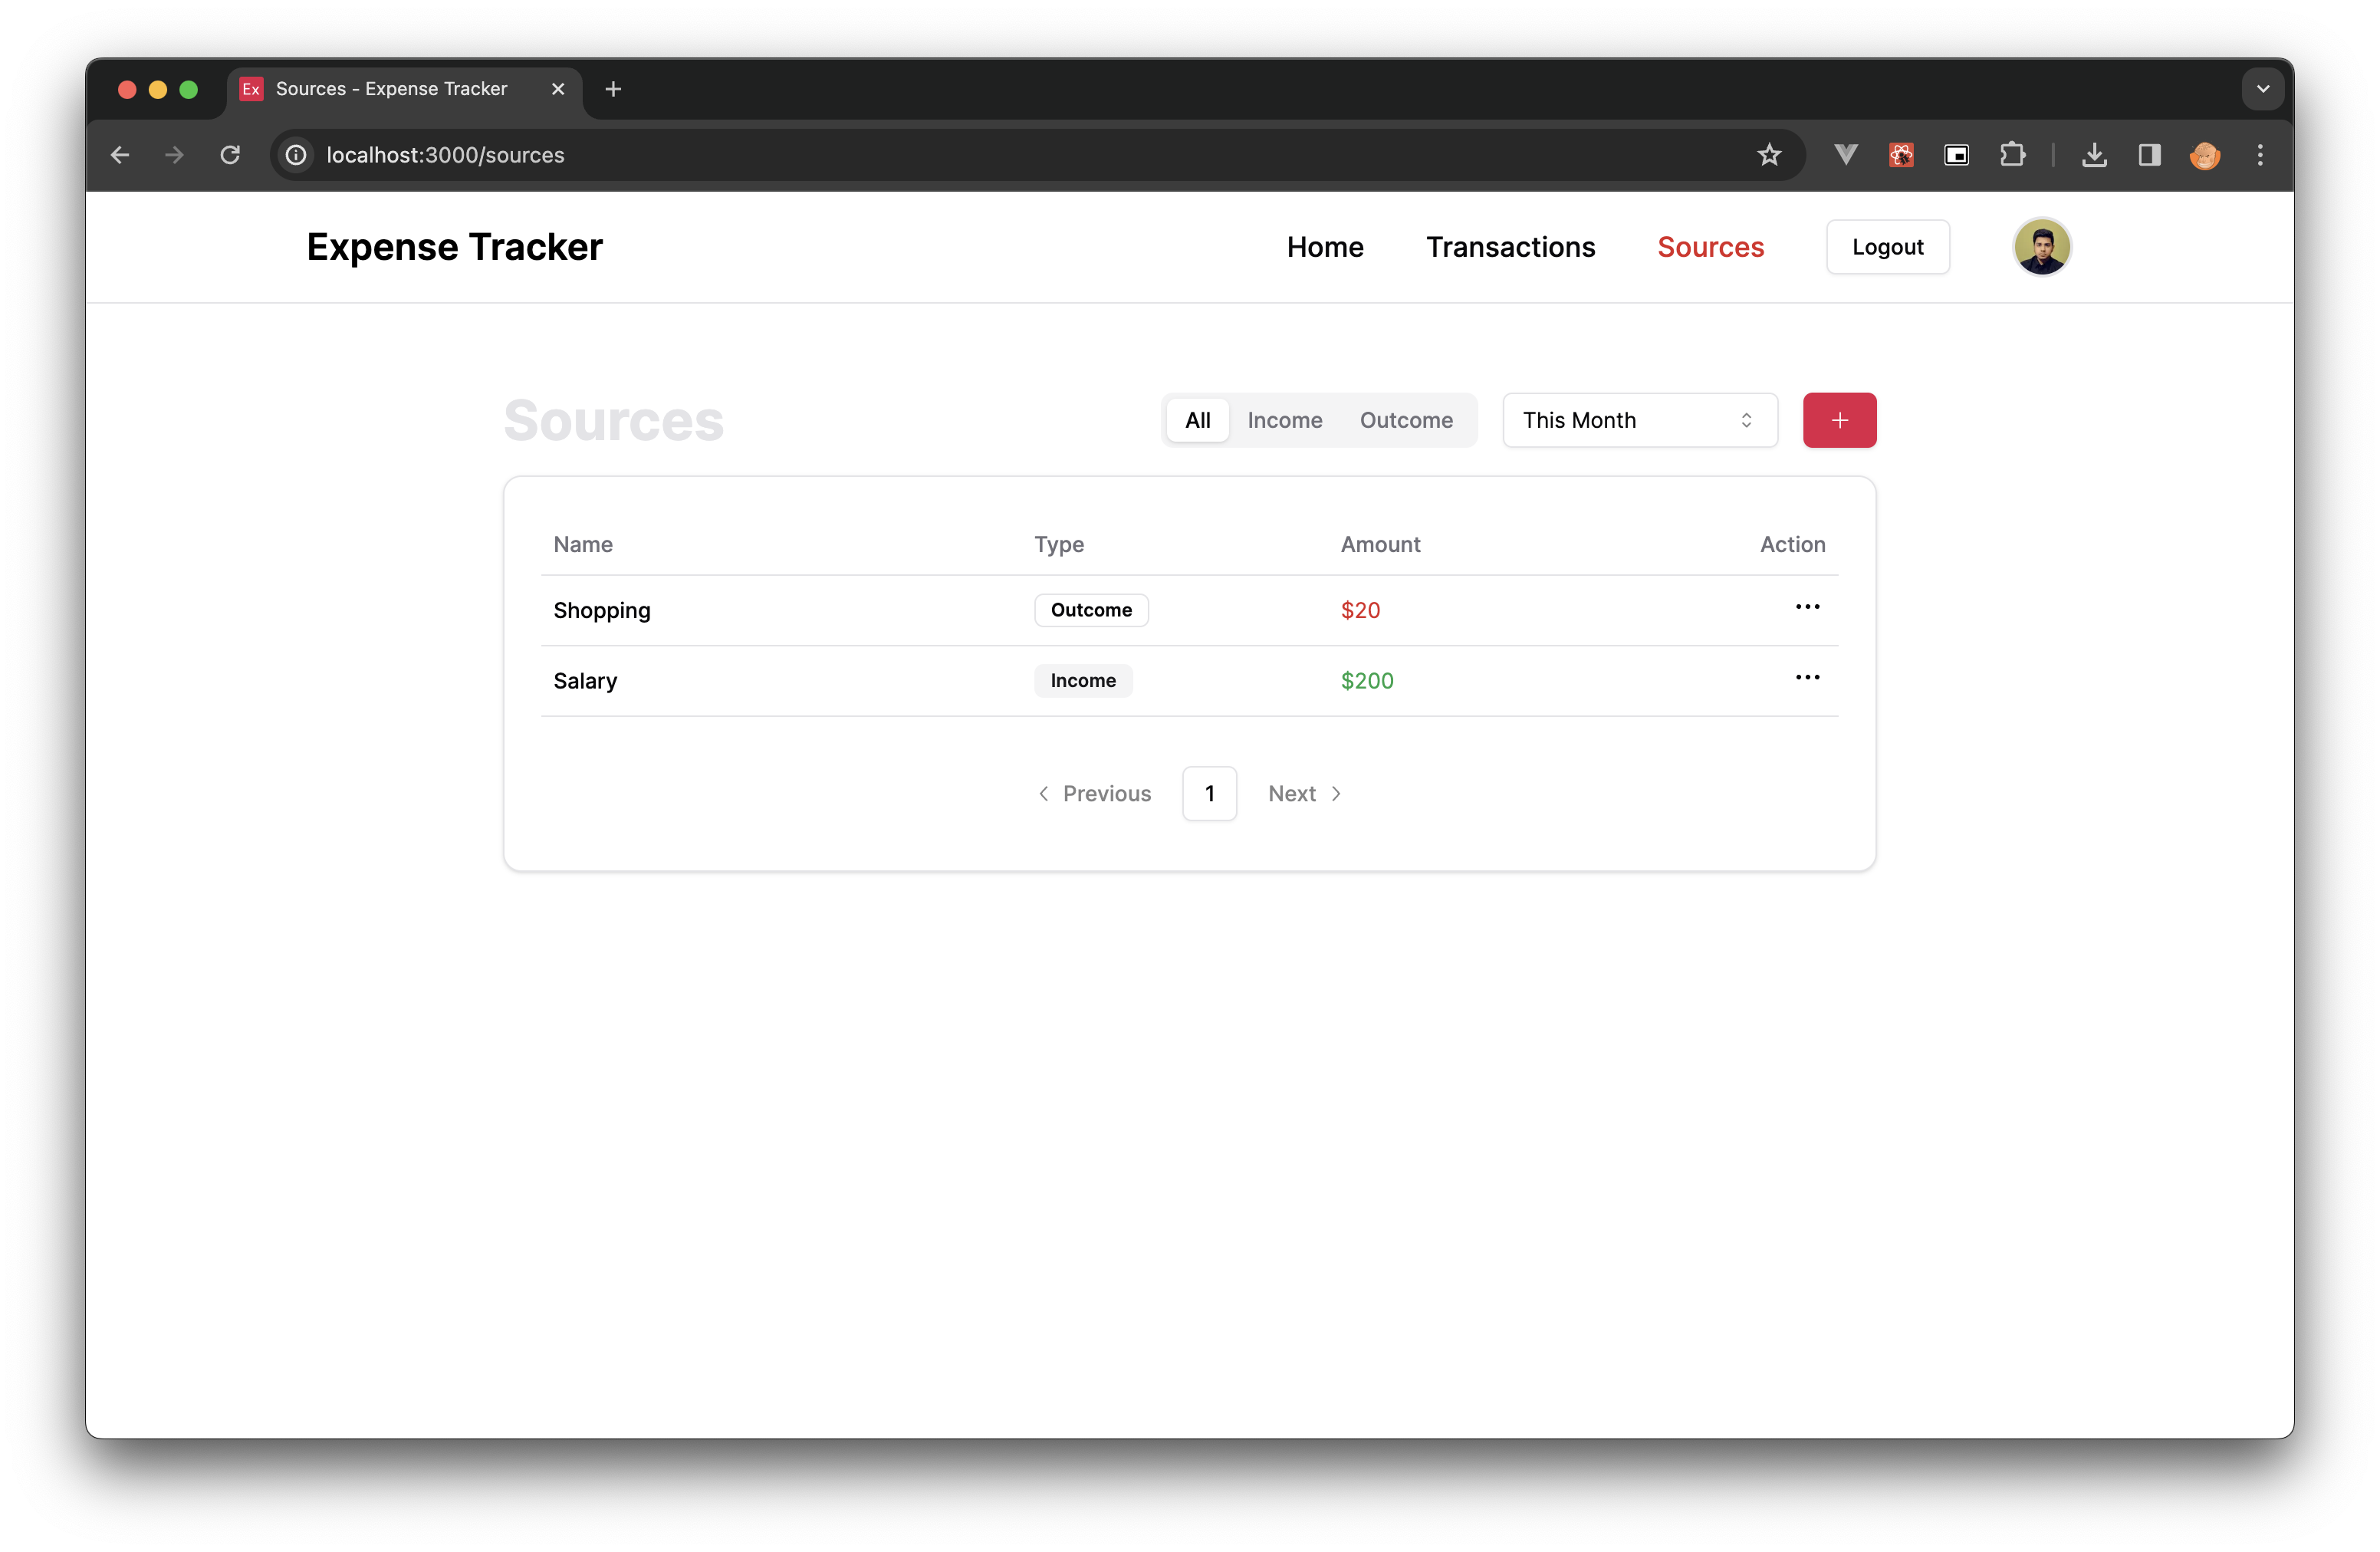 Ex Sources - Expense Tracker
localhost:3000/sources
Expense Tracker Home Transactions Sources Logout
Sources All Income Outcome This Month
Name Type Amount Action
Shopping Outcome $20
Salary Income $200
Previous 1 Next